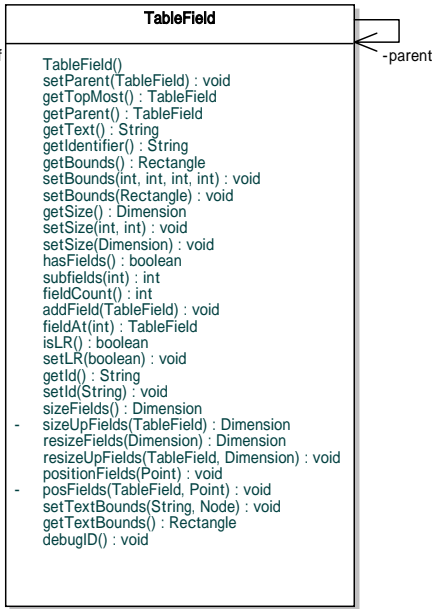 TableField
-parent
f
TableField()
setParent(TableField) : void
getTopMost() : TableField
getParent() : TableField
getText() : String
getIdentifier() : String
getBounds() : Rectangle
setBounds(int, int, int, int) : void
setBounds(Rectangle) : void
getSize() : Dimension
setSize(int, int) : void
setSize(Dimension) : void
hasFields() : boolean
subfields(int) : int
fieldCount() : int
addField(TableField) : void
fieldAt(int) : TableField
isLR() : boolean
setLR(boolean) : void
getId() : String
setId(String) : void
sizeFields() : Dimension
- sizeUpFields(TableField) : Dimension
resizeFields(Dimension) : Dimension
resizeUpFields(TableField, Dimension) : void
positionFields(Point) : void
- posFields(TableField, Point) : void
setTextBounds(String, Node) : void
getTextBounds() : Rectangle
debugID() : void